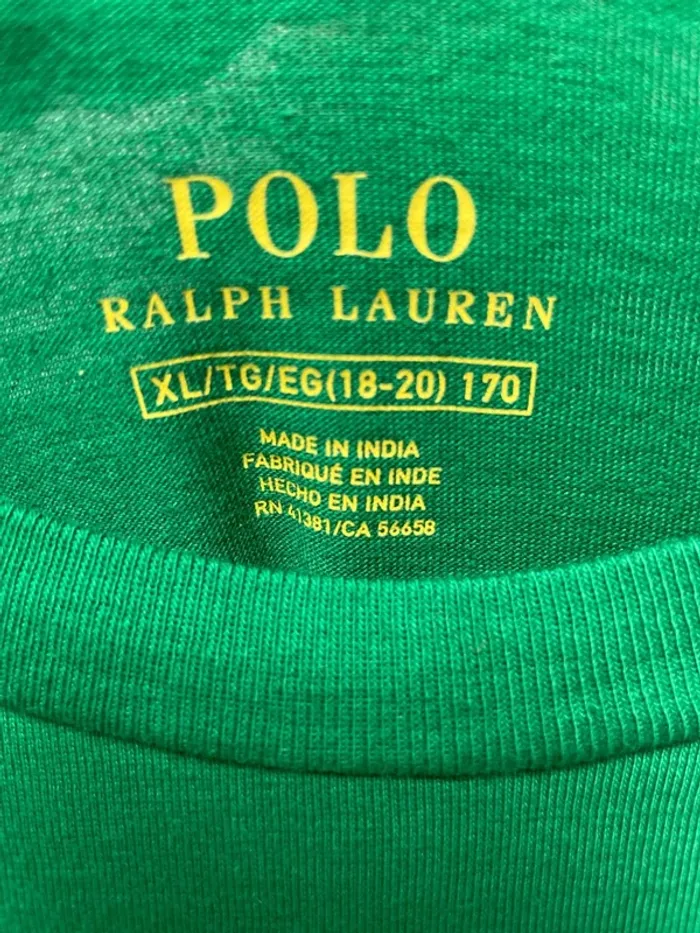 POLO
RALPH LAUREN
XL/TG/EG(18-20) 170
MADE IN INDIA
FABRIQUÉ EN INDE
HECHO EN INDIA
RN 41381/CA 56658